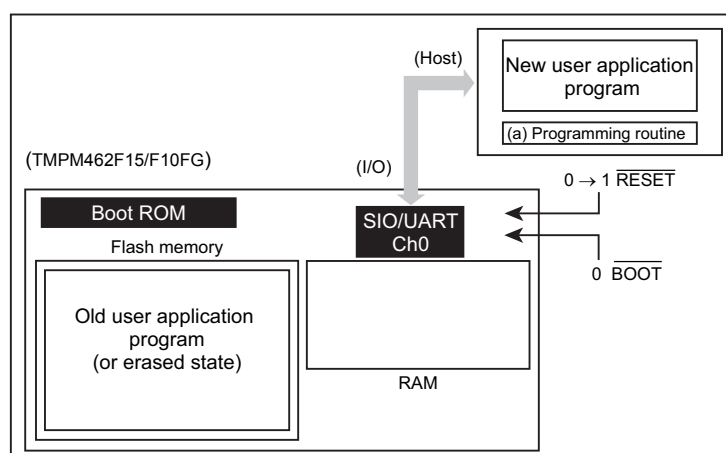 (Host)
New user application
program
(a) Programming routine
(TMPM462F15/F10FG)
(I/O)
0 → 1 RESET
Boot ROM
SIO/UART
Ch0
Flash memory
0 BOOT
Old user application
program
(or erased state)
RAM